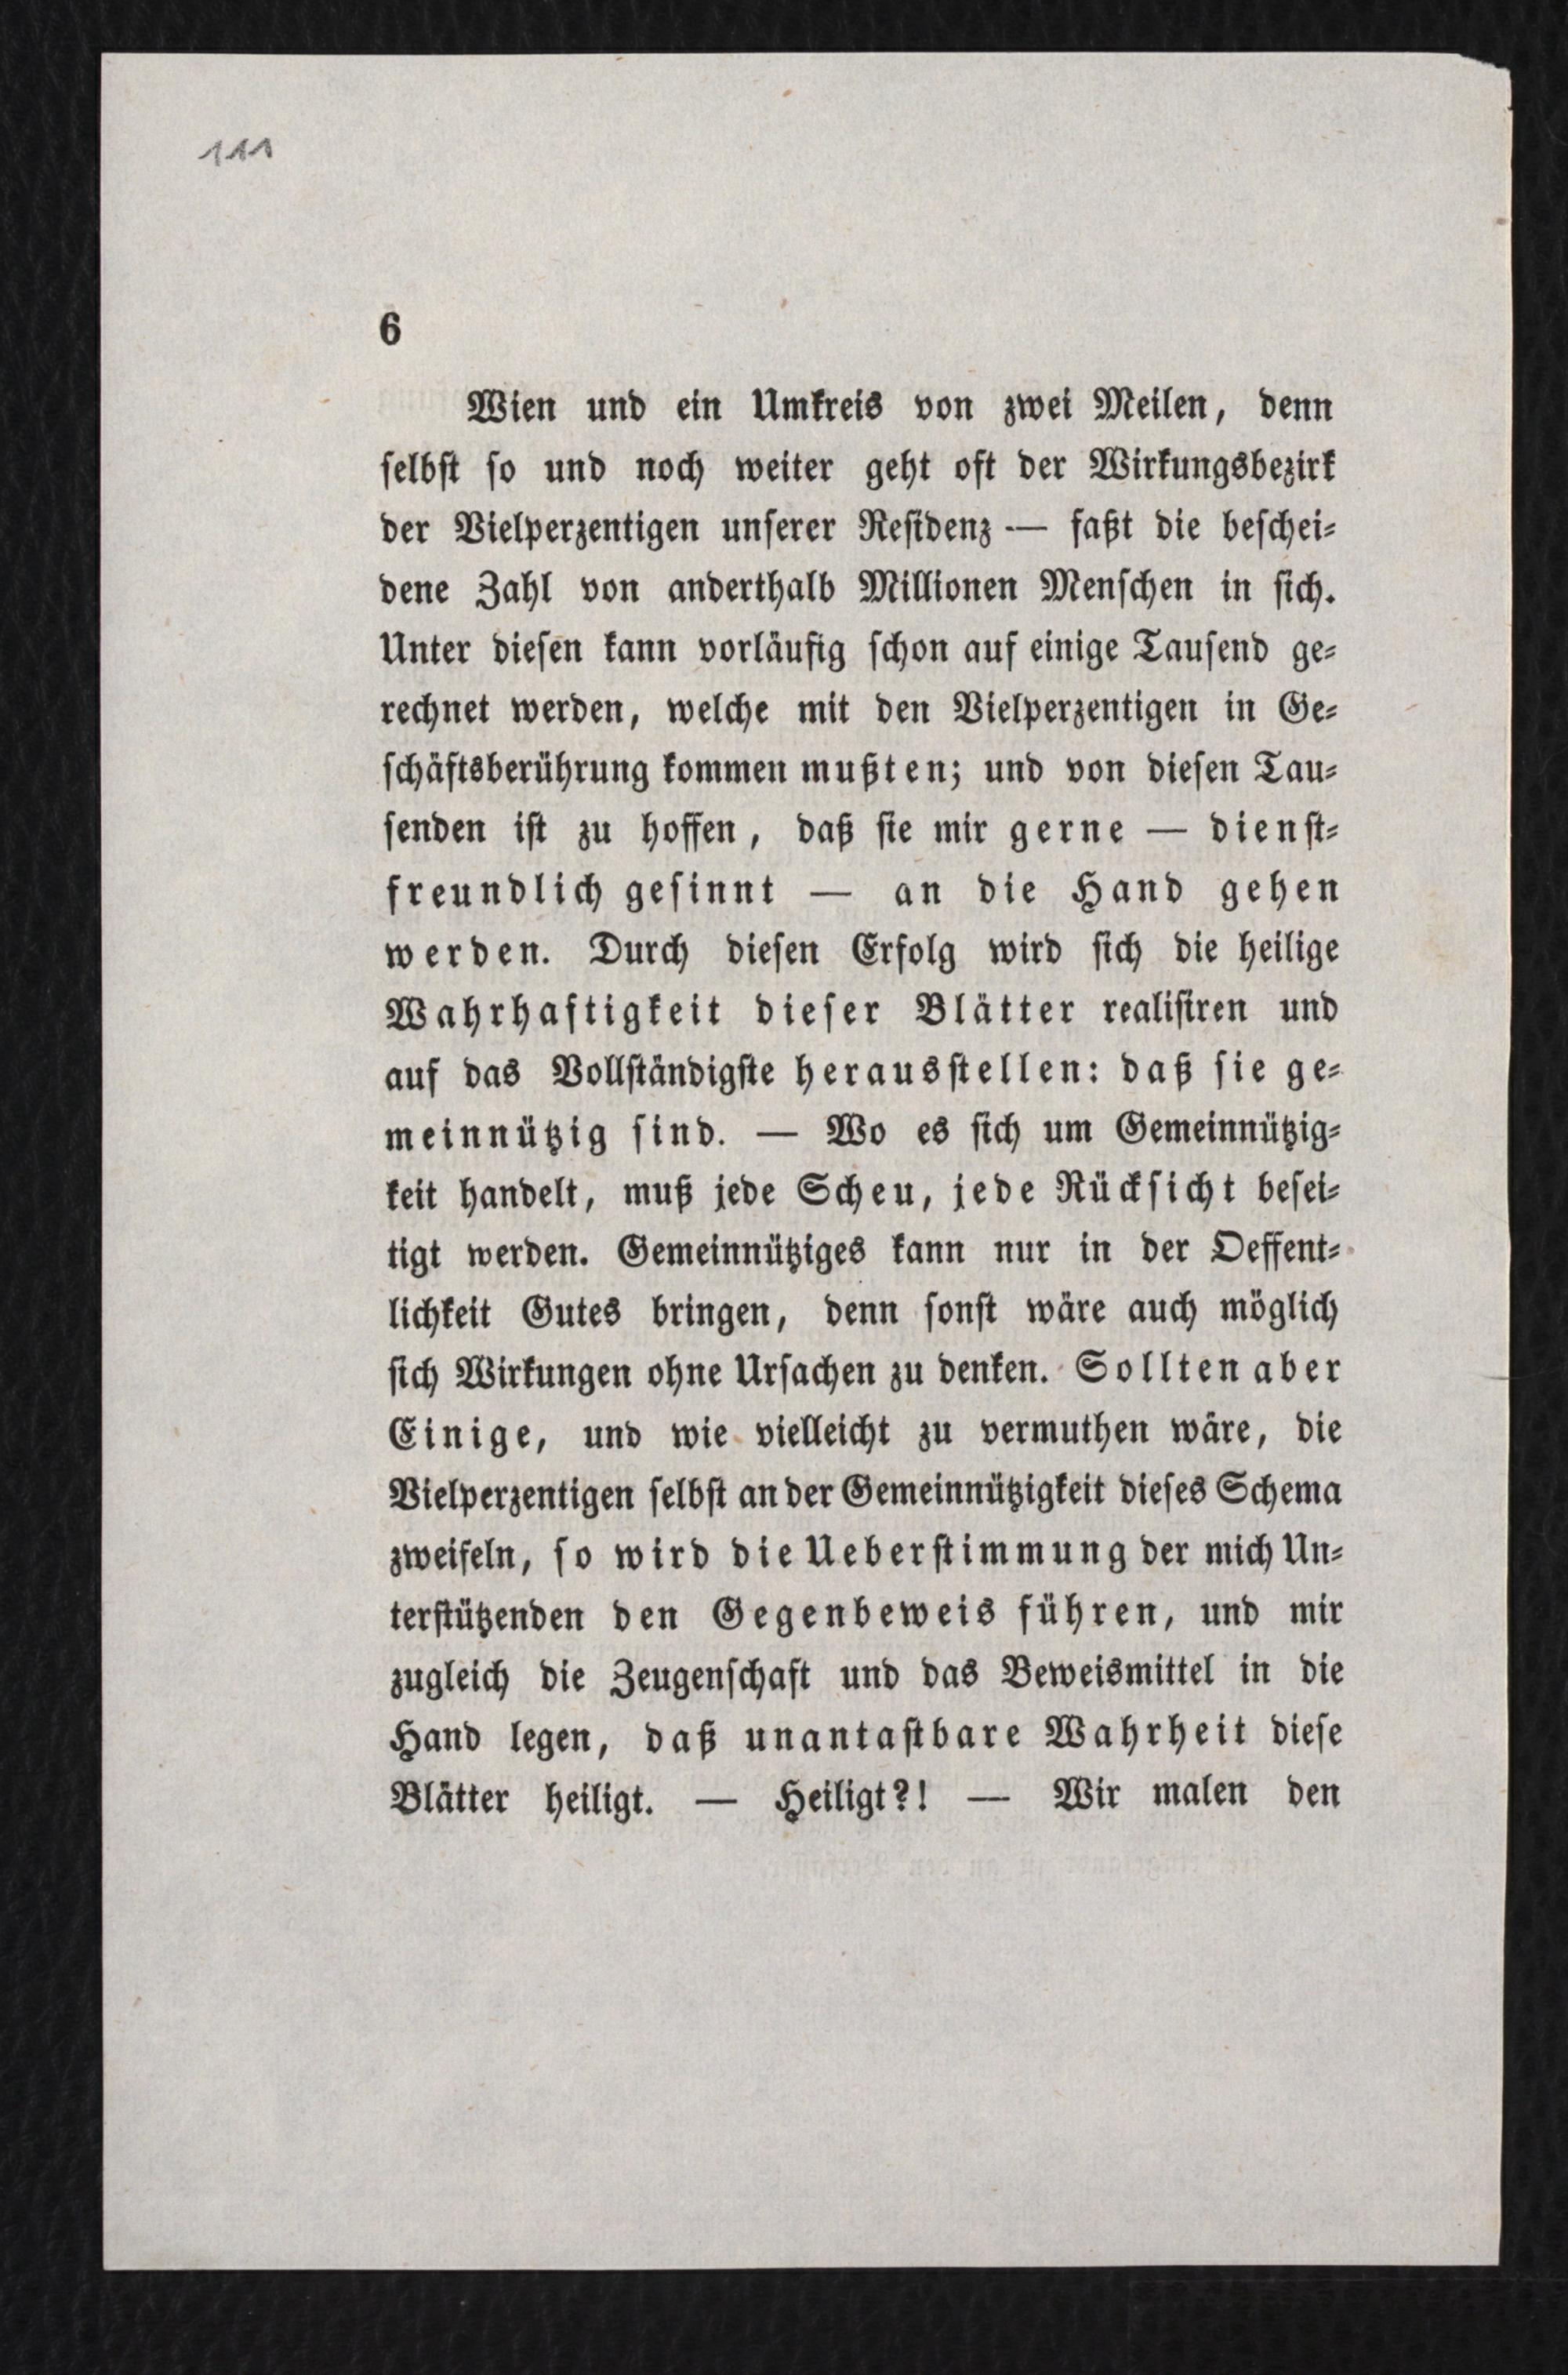 111
6
Wien und ein Umkreis von zwei Meilen, denn
selbst so und noch weiter geht oft der Wirkungsbezirk
der Vielperzentigen unserer Residenz — faßt die beschei-
dene Zahl von anderthalb Millionen Menschen in sich.
Unter diesen kann vorläufig schon auf einige Tausend ge-
rechnet werden, welche mit den Vielperzentigen in Ge-
schäftsberührung kommen mußten; und von diesen Tau-
senden ist zu hoffen, daß sie mir gerne — dienst-
freundlich gesinnt — an die Hand gehen
werden. Durch diesen Erfolg wird sich die heilige
Wahrhaftigkeit dieser Blätter realisiren und
auf das Vollständigste herausstellen: daß sie ge-
meinnützig sind. — Wo es sich um Gemeinnützig-
keit handelt, muß jede Scheu, jede Rücksicht besei-
tigt werden. Gemeinnütziges kann nur in der Oeffent-
lichkeit Gutes bringen, denn sonst wäre auch möglich
sich Wirkungen ohne Ursachen zu denken. Sollten aber
Einige, und wie vielleicht zu vermuthen wäre, die
Vielperzentigen selbst an der Gemeinnützigkeit dieses Schema
zweifeln, so wird die Ueberstimmung der mich Un-
terstützenden den Gegenbeweis führen, und mir
zugleich die Zeugenschaft und das Beweismittel in die
Hand legen, daß unantastbare Wahrheit diese
Blätter heiligt. — Heiligt?! — Wir malen den